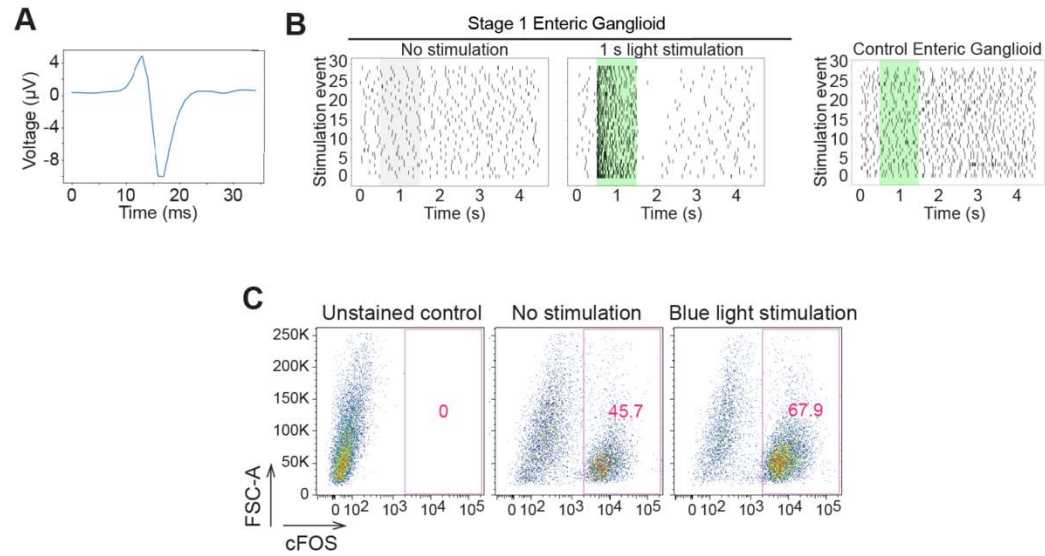 A
Voltage (µV)
4
0
-4
-8
0 10 20 30
Time (ms)
B
Stage 1 Enteric Ganglioid
No stimulation
1 s light stimulation
Control Enteric Ganglioid
Stimulation event
30
25
20
15
10
5
0
0 1 2 3 4
Time (s)
0 1 2 3 4
Time (s)
Stimulation event
30
25
20
15
10
5
0
0 1 2 3 4
Time (s)
C
Unstained control
No stimulation
Blue light stimulation
250K
200K
150K
100K
50K
0
0
45.7
67.9
0 10² 10³ 10⁴ 10⁵
0 10² 10³ 10⁴ 10⁵
0 10² 10³ 10⁴ 10⁵
FSC-A
cFOS